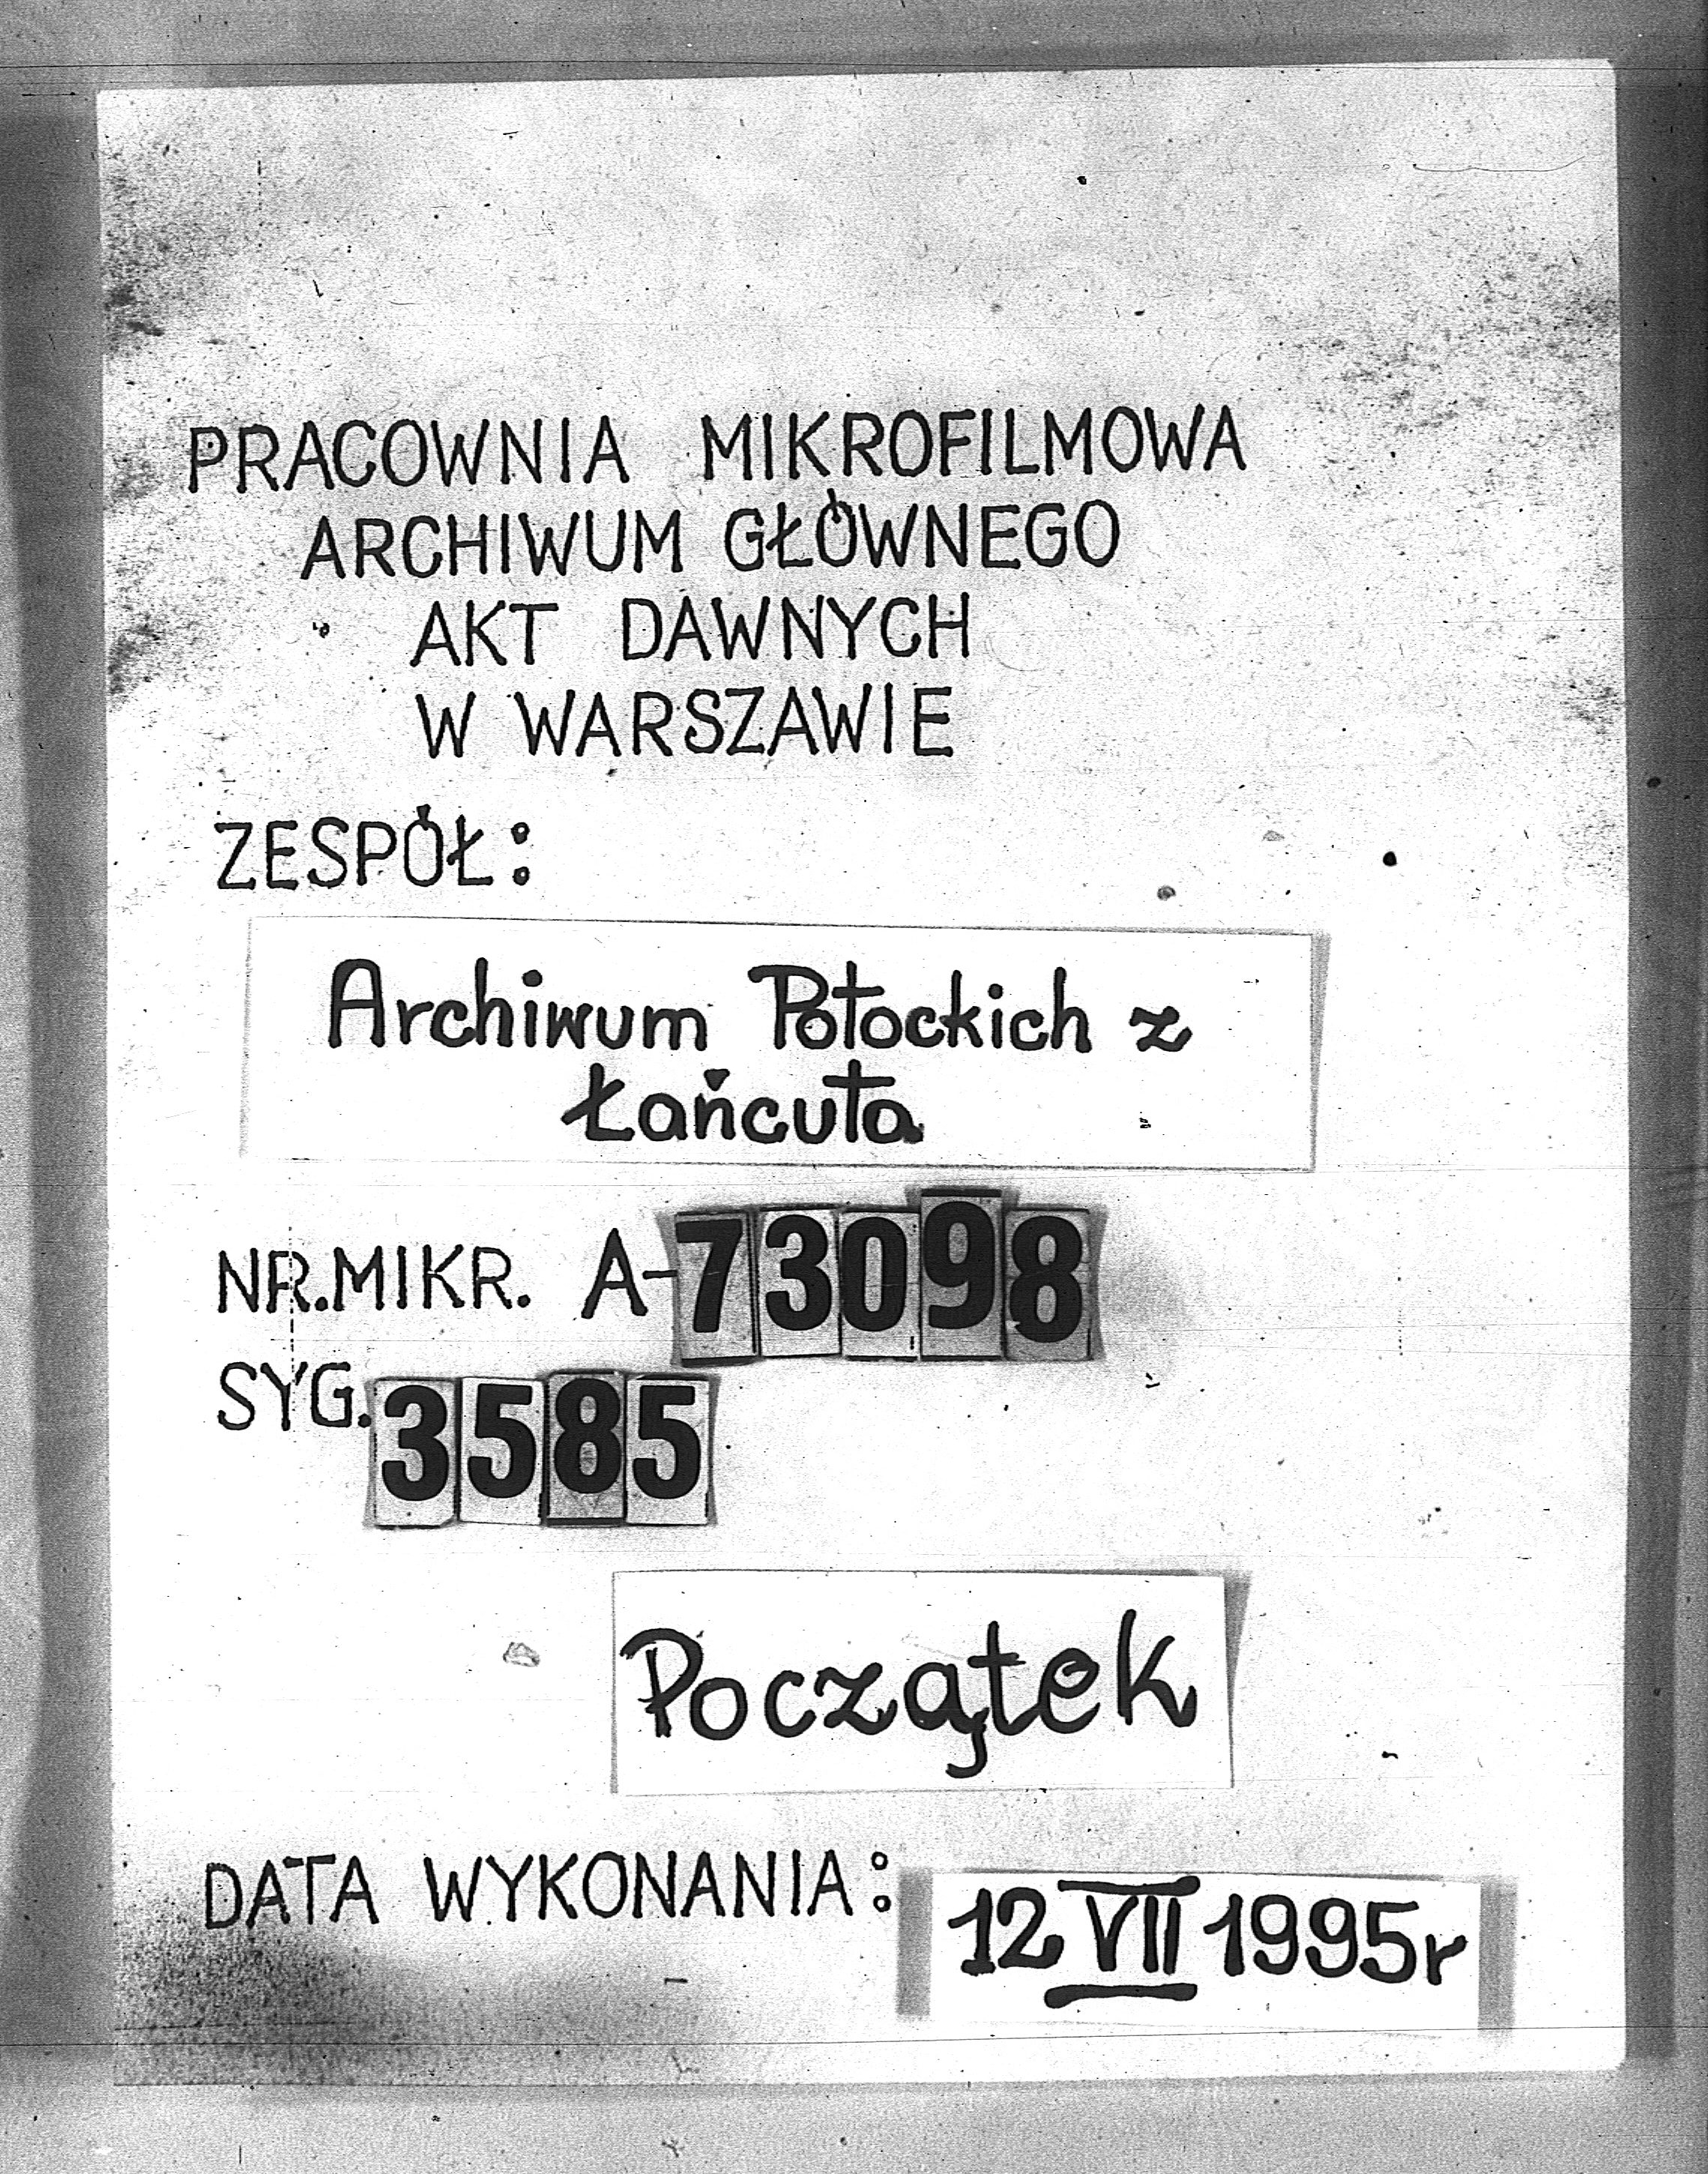 PRACOWNIA MIKROFILMOWA
ARCHIWUM GŁÓWNEGO
AKT DAWNYCH
W WARSZAWIE
ZESPÓŁ:
Archiwum Potockich z
Łańcuta
NR.MIKR. A-73098
SYG. 3585
Początek
DATA WYKONANIA: 12 VII 1995r